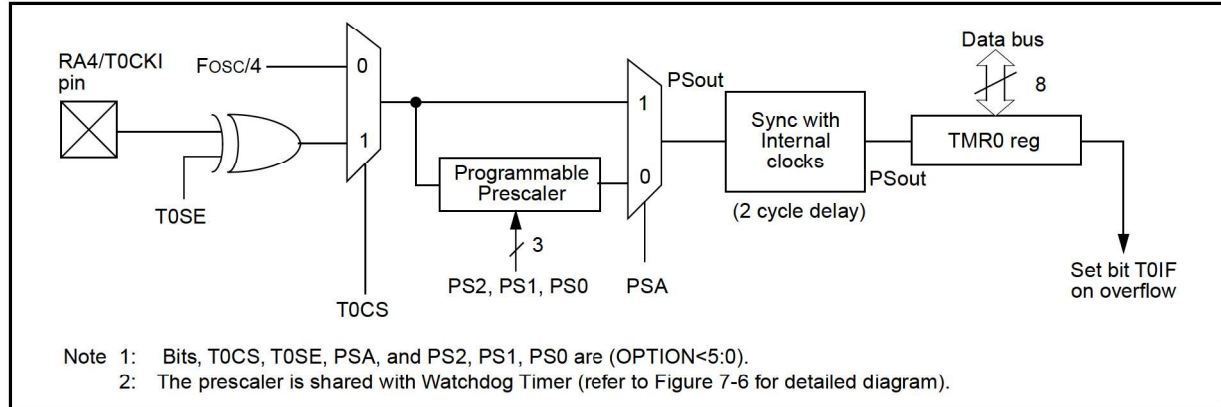 RA4/T0CKI
pin
FOSC/4
0
1
T0SE
T0CS
Programmable
Prescaler
3
PS2, PS1, PS0
1
0
PSA
PSout
Sync with
Internal
clocks
(2 cycle delay)
PSout
Data bus
8
TMR0 reg
Set bit T0IF
on overflow
Note 1: Bits, T0CS, T0SE, PSA, and PS2, PS1, PS0 are (OPTION<5:0).
2: The prescaler is shared with Watchdog Timer (refer to Figure 7-6 for detailed diagram).